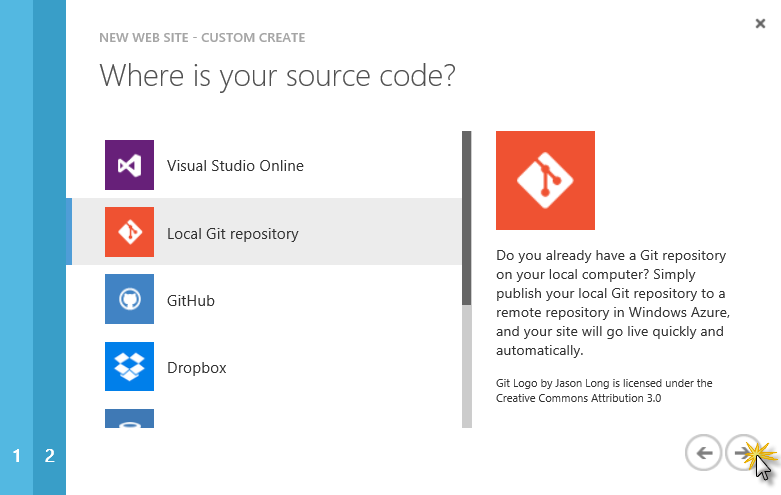 NEW WEB SITE - CUSTOM CREATE
Where is your source code?
Visual Studio Online
Local Git repository
GitHub
Dropbox
Do you already have a Git repository
on your local computer? Simply
publish your local Git repository to a
remote repository in Windows Azure,
and your site will go live quickly and
automatically.
Git Logo by Jason Long is licensed under the
Creative Commons Attribution 3.0
1 2